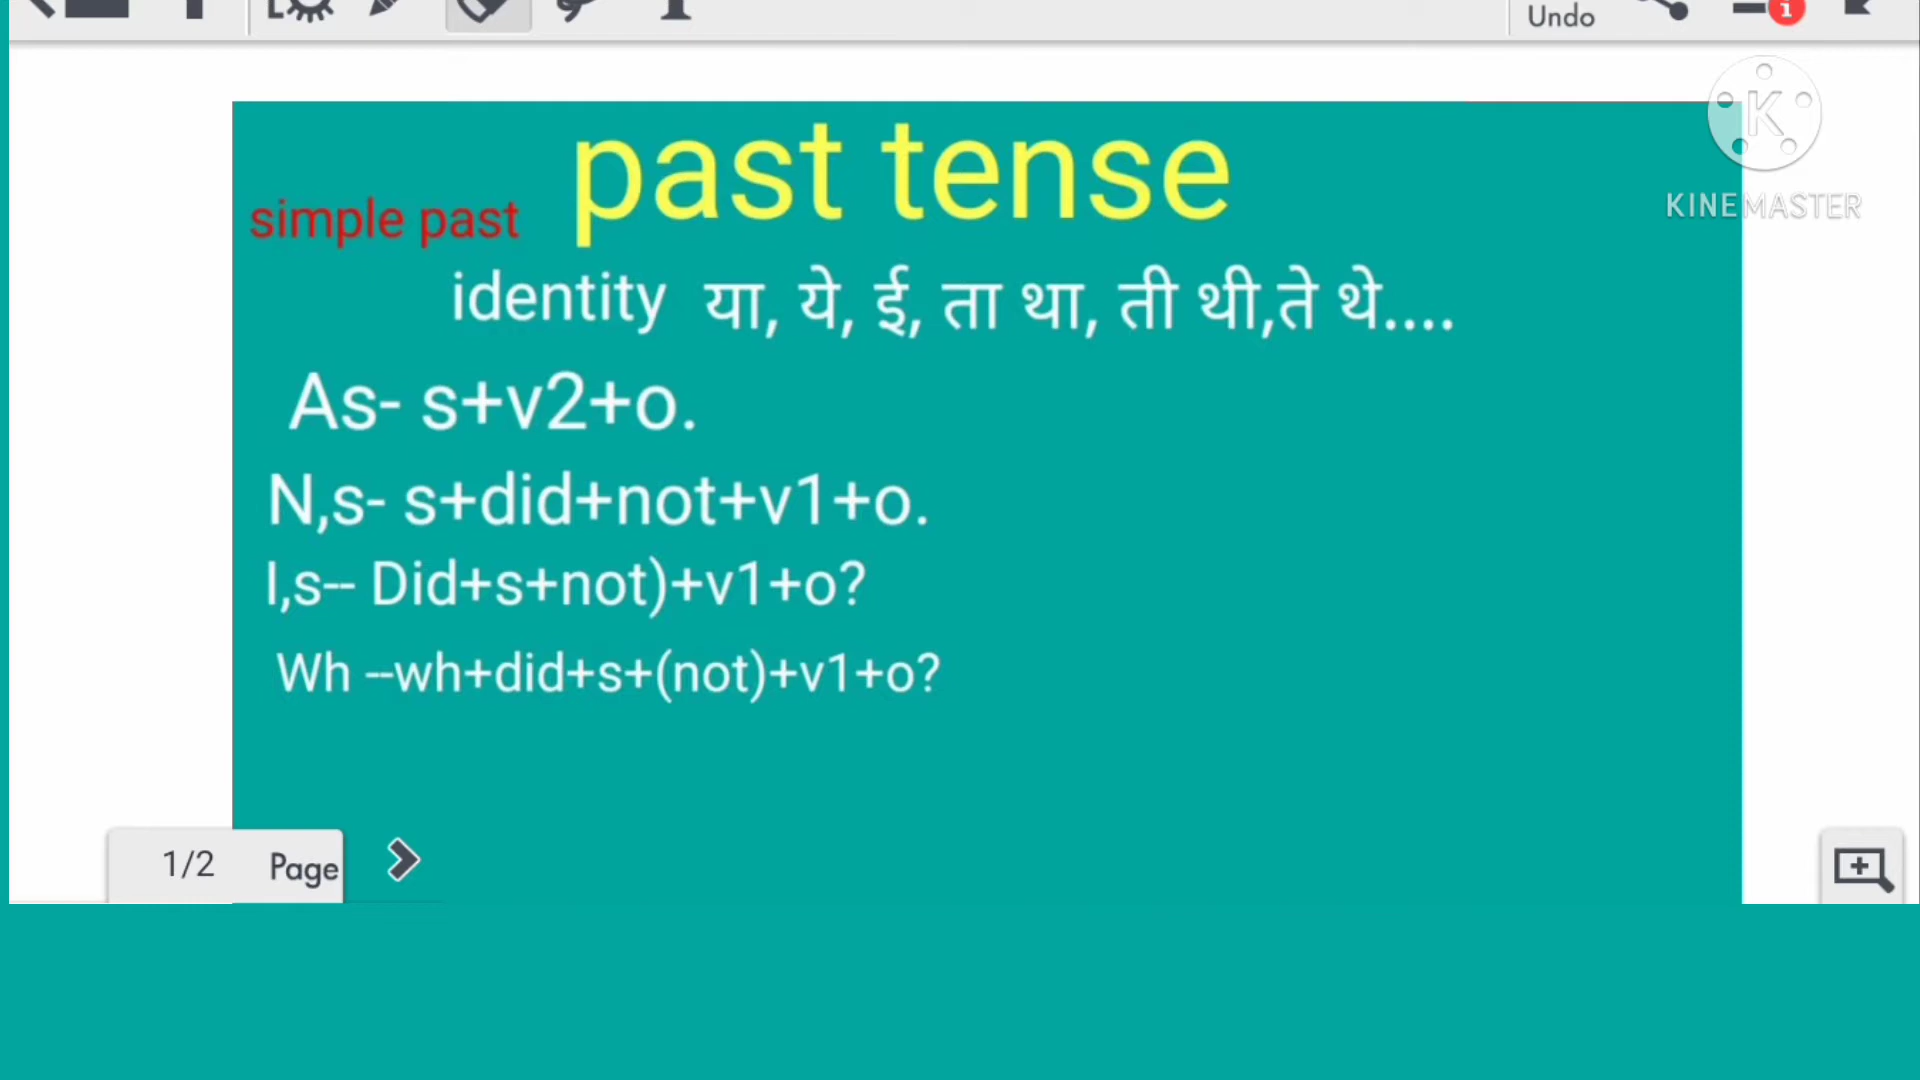 Undo
KINEMASTER
past tense
simple past
identity या, ये, ई, ता था, ती थी,ते थे....
As- s+v2+o.
N,s- s+did+not+v1+o.
I,s-- Did+s+not)+v1+o?
Wh --wh+did+s+(not)+v1+o?
1/2 Page